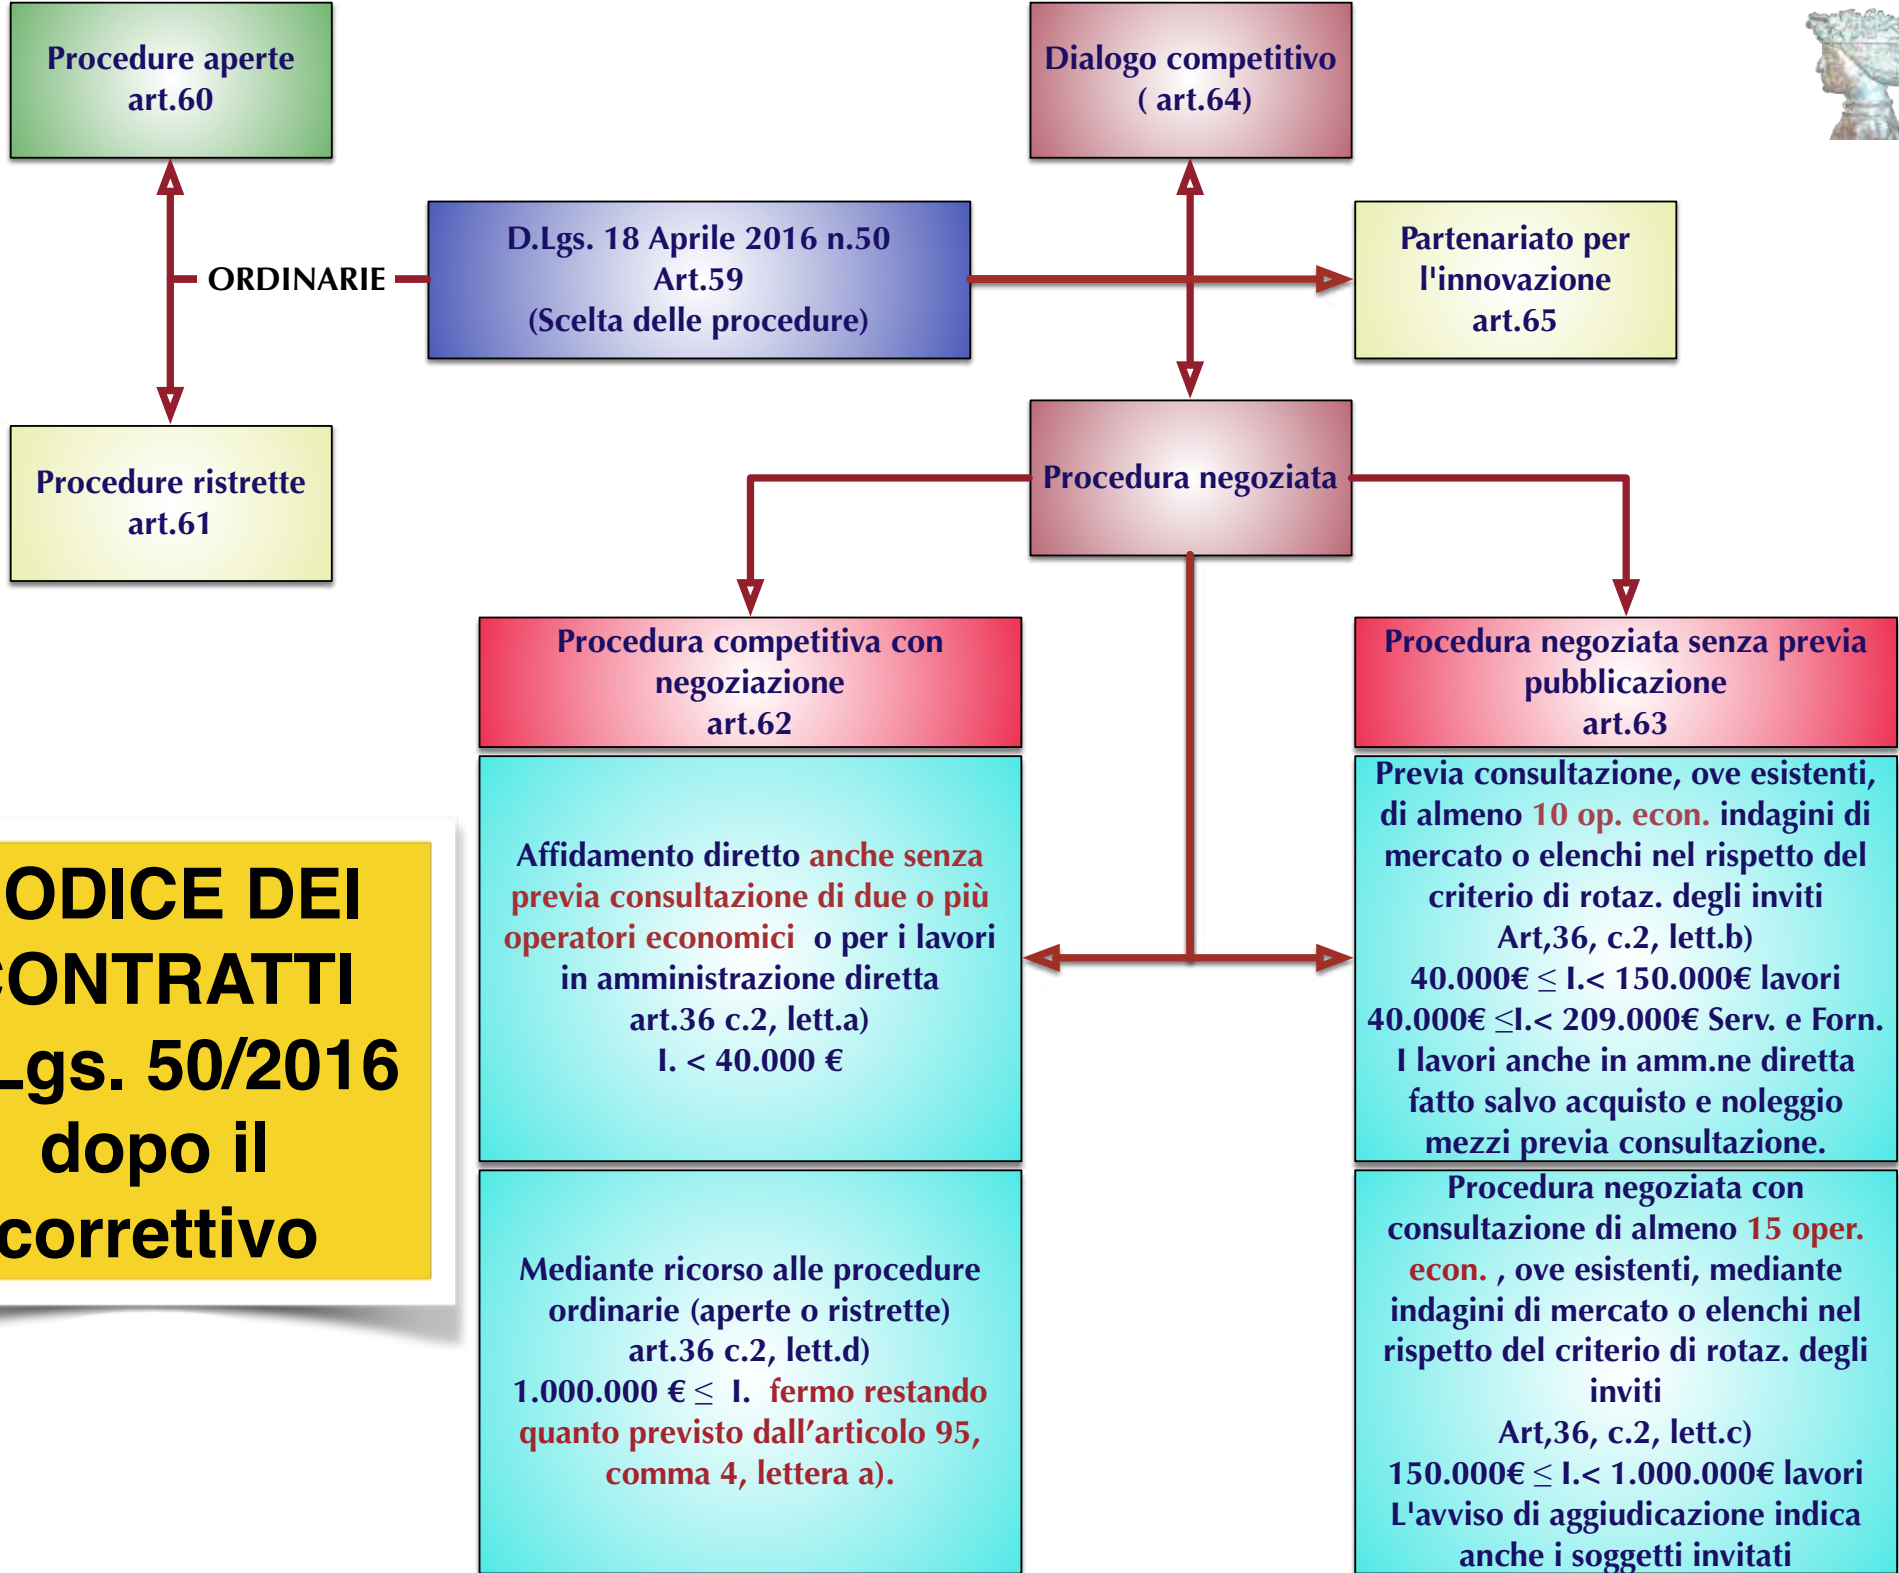 Procedure aperte
art.60
Dialogo competitivo
( art.64)
D.Lgs. 18 Aprile 2016 n.50
Art.59
(Scelta delle procedure)
Partenariato per
l'innovazione
art.65
ORDINARIE
Procedure ristrette
art.61
Procedura negoziata
Procedura competitiva con
negoziazione
art.62
Procedura negoziata senza previa
pubblicazione
art.63
Affidamento diretto anche senza
previa consultazione di due o più
operatori economici o per i lavori
in amministrazione diretta
art.36 c.2, lett.a)
I. < 40.000 €
Previa consultazione, ove esistenti,
di almeno 10 op. econ. indagini di
mercato o elenchi nel rispetto del
criterio di rotaz. degli inviti
Art,36, c.2, lett.b)
40.000€ ≤ I.< 150.000€ lavori
40.000€ ≤I.< 209.000€ Serv. e Forn.
I lavori anche in amm.ne diretta
fatto salvo acquisto e noleggio
mezzi previa consultazione.
ODICE DEI
CONTRATTI
Lgs. 50/2016
dopo il
correttivo
Mediante ricorso alle procedure
ordinarie (aperte o ristrette)
art.36 c.2, lett.d)
1.000.000 € ≤ I. fermo restando
quanto previsto dall’articolo 95,
comma 4, lettera a).
Procedura negoziata con
consultazione di almeno 15 oper.
econ. , ove esistenti, mediante
indagini di mercato o elenchi nel
rispetto del criterio di rotaz. degli
inviti
Art,36, c.2, lett.c)
150.000€ ≤ I.< 1.000.000€ lavori
L'avviso di aggiudicazione indica
anche i soggetti invitati